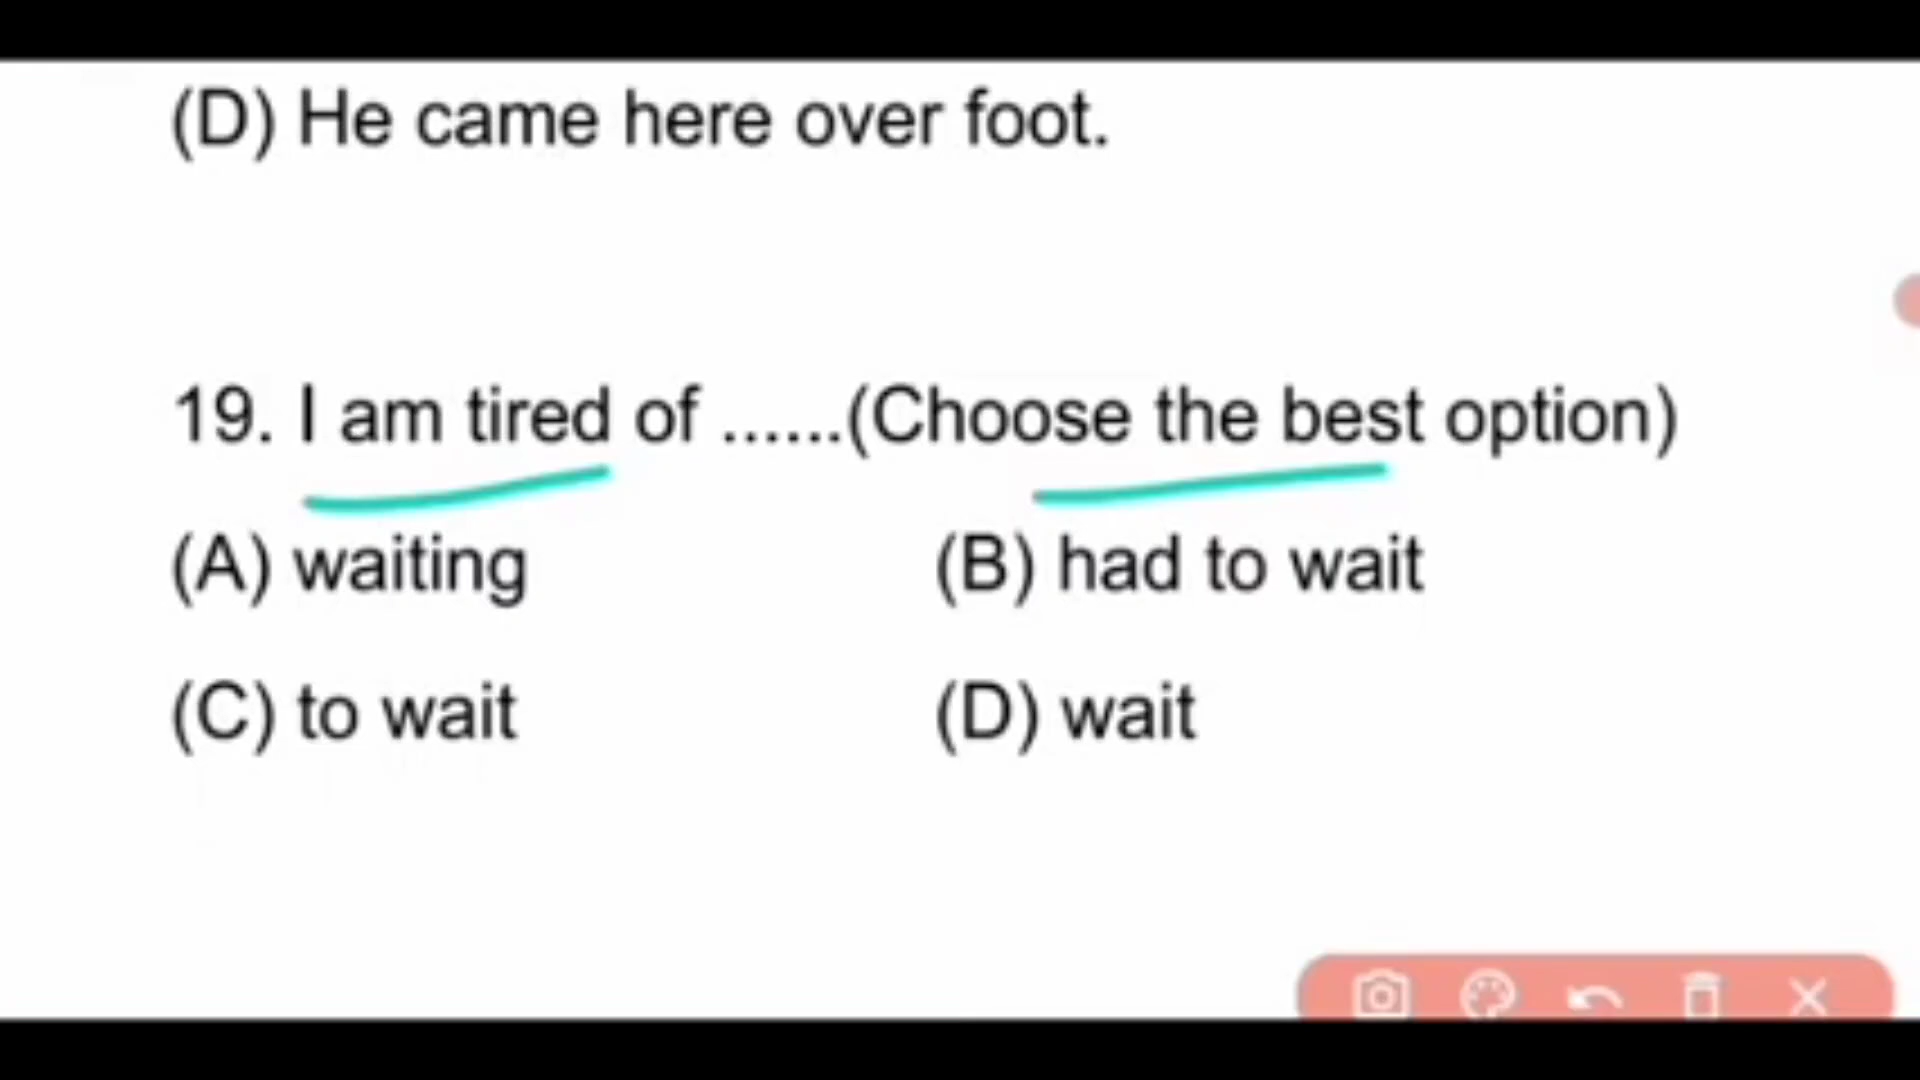 (D) He came here over foot.
19. I am tired of ......(Choose the best option)
(A) waiting (B) had to wait
(C) to wait (D) wait